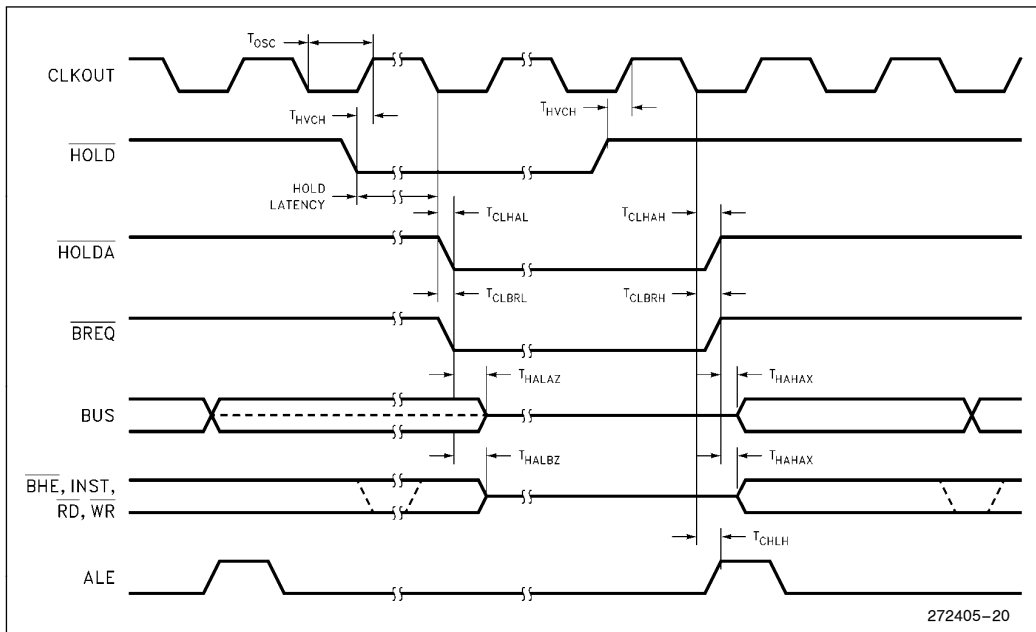 TOSC
CLKOUT
THVCH
THVCH
HOLD
HOLD
LATENCY
TCLHAL
TCLHAH
HOLDA
TCLBRL
TCLBRH
BREQ
THALAZ
THAHAX
BUS
THALBZ
THAHAX
BHE, INST,
RD, WR
TCHLH
ALE
272405-20